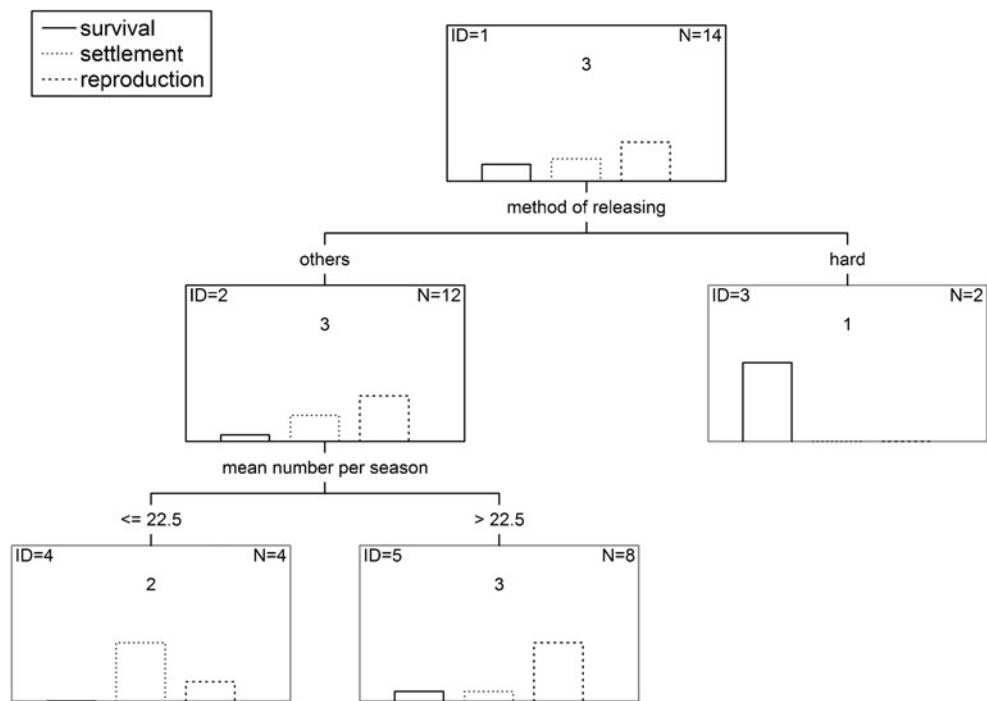 survival
settlement
reproduction
ID=1 N=14
3
method of releasing
others hard
ID=2 N=12
3
ID=3 N=2
1
mean number per season
<= 22.5 > 22.5
ID=4 N=4
2
ID=5 N=8
3